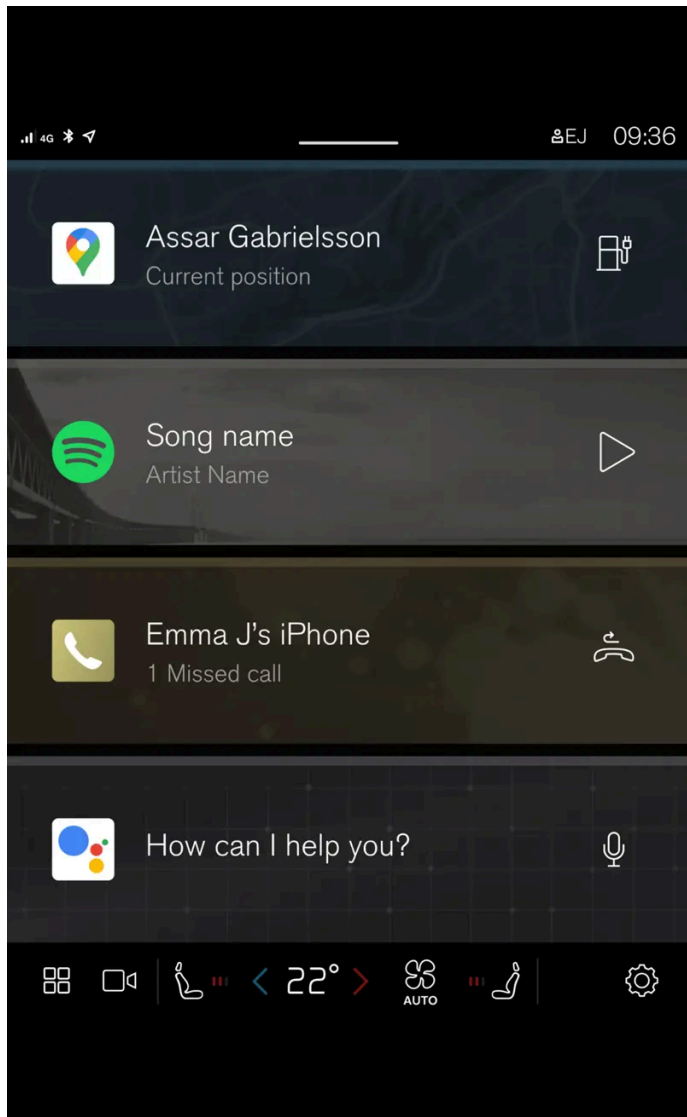 4G
EJ 09:36
Assar Gabrielsson
Current position
Song name
Artist Name
Emma J’s iPhone
1 Missed call
How can I help you?
22°
AUTO